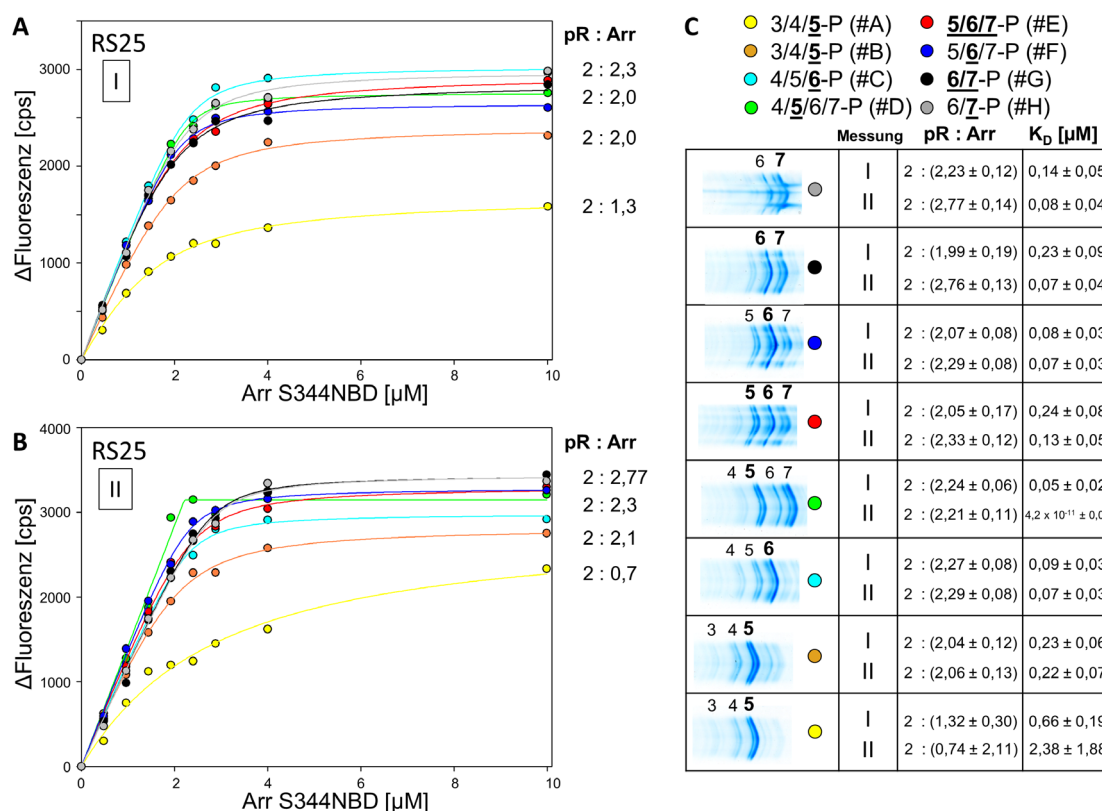 A
RS25
I
pR : Arr
2 : 2,3
2 : 2,0
2 : 2,0
2 : 1,3
3000
2000
1000
0
ΔFluoreszenz [cps]
0 2 4 6 8 10
Arr S344NBD [µM]
B
RS25
II
pR : Arr
2 : 2,77
2 : 2,3
2 : 2,1
2 : 0,7
4000
3000
2000
1000
0
ΔFluoreszenz [cps]
0 2 4 6 8 10
Arr S344NBD [µM]
C
3/4/5-P (#A)
3/4/5-P (#B)
4/5/6-P (#C)
4/5/6/7-P (#D)
5/6/7-P (#E)
5/6/7-P (#F)
6/7-P (#G)
6/7-P (#H)
Messung pR : Arr K_D [µM]
6 7
I 2 : (2,23 ± 0,12) 0,14 ± 0,05
II 2 : (2,77 ± 0,14) 0,08 ± 0,04
6 7
I 2 : (1,99 ± 0,19) 0,23 ± 0,09
II 2 : (2,76 ± 0,13) 0,07 ± 0,04
5 6 7
I 2 : (2,07 ± 0,08) 0,08 ± 0,03
II 2 : (2,29 ± 0,08) 0,07 ± 0,03
5 6 7
I 2 : (2,05 ± 0,17) 0,24 ± 0,08
II 2 : (2,33 ± 0,12) 0,13 ± 0,05
4 5 6 7
I 2 : (2,24 ± 0,06) 0,05 ± 0,02
II 2 : (2,21 ± 0,11) 4,2 x 10⁻¹¹ ± 0,0
4 5 6
I 2 : (2,27 ± 0,08) 0,09 ± 0,03
II 2 : (2,29 ± 0,08) 0,07 ± 0,03
3 4 5
I 2 : (2,04 ± 0,12) 0,23 ± 0,06
II 2 : (2,06 ± 0,13) 0,22 ± 0,07
3 4 5
I 2 : (1,32 ± 0,30) 0,66 ± 0,19
II 2 : (0,74 ± 2,11) 2,38 ± 1,88